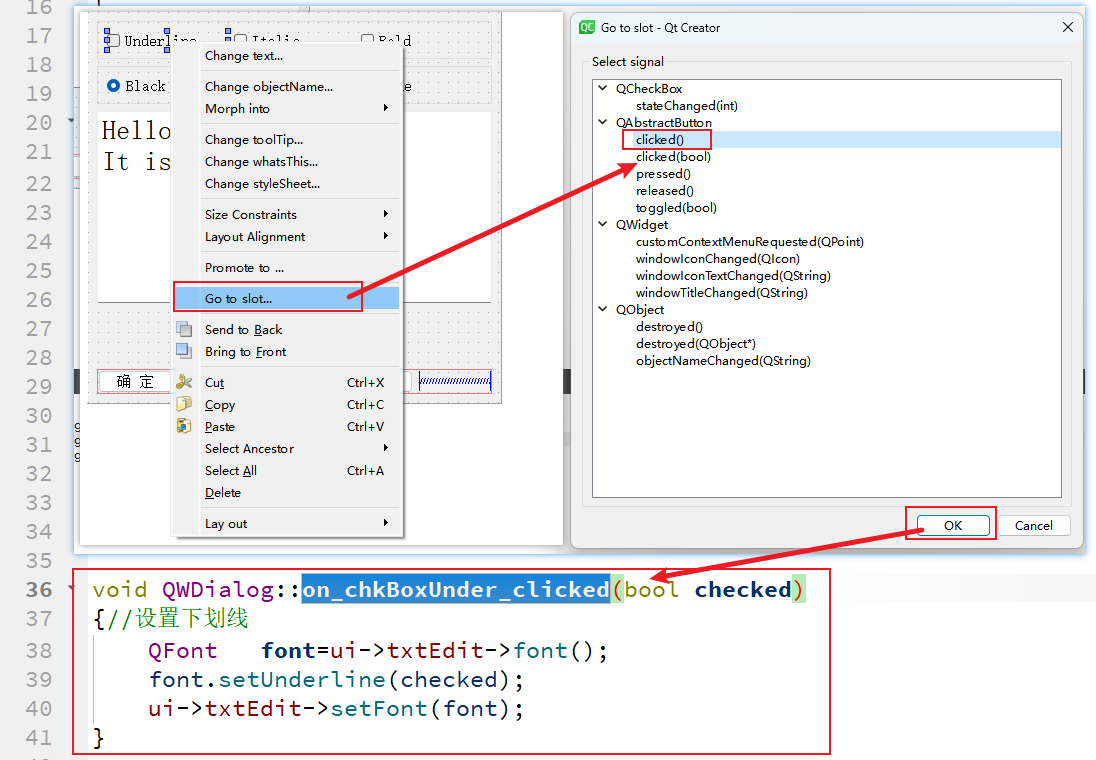 16
17
18
19
20
21
22
23
24
25
26
27
28
29
30
31
32
33
34
35
36
37
38
39
40
41
Underline
Italic
Bold
Black
Hello
It is
确 定
Change text...
Change objectName...
Morph into
Change toolTip...
Change whatsThis...
Change styleSheet...
Size Constraints
Layout Alignment
Promote to ...
Go to slot...
Send to Back
Bring to Front
Cut Ctrl+X
Copy Ctrl+C
Paste Ctrl+V
Select Ancestor
Select All Ctrl+A
Delete
Lay out
QC Go to slot - Qt Creator
Select signal
QCheckBox
stateChanged(int)
QAbstractButton
clicked()
clicked(bool)
pressed()
released()
toggled(bool)
QWidget
customContextMenuRequested(QPoint)
windowIconChanged(QIcon)
windowIconTextChanged(QString)
windowTitleChanged(QString)
QObject
destroyed()
destroyed(QObject*)
objectNameChanged(QString)
OK Cancel
void QWDialog::on_chkBoxUnder_clicked(bool checked)
{//设置下划线
QFont font=ui->txtEdit->font();
font.setUnderline(checked);
ui->txtEdit->setFont(font);
}